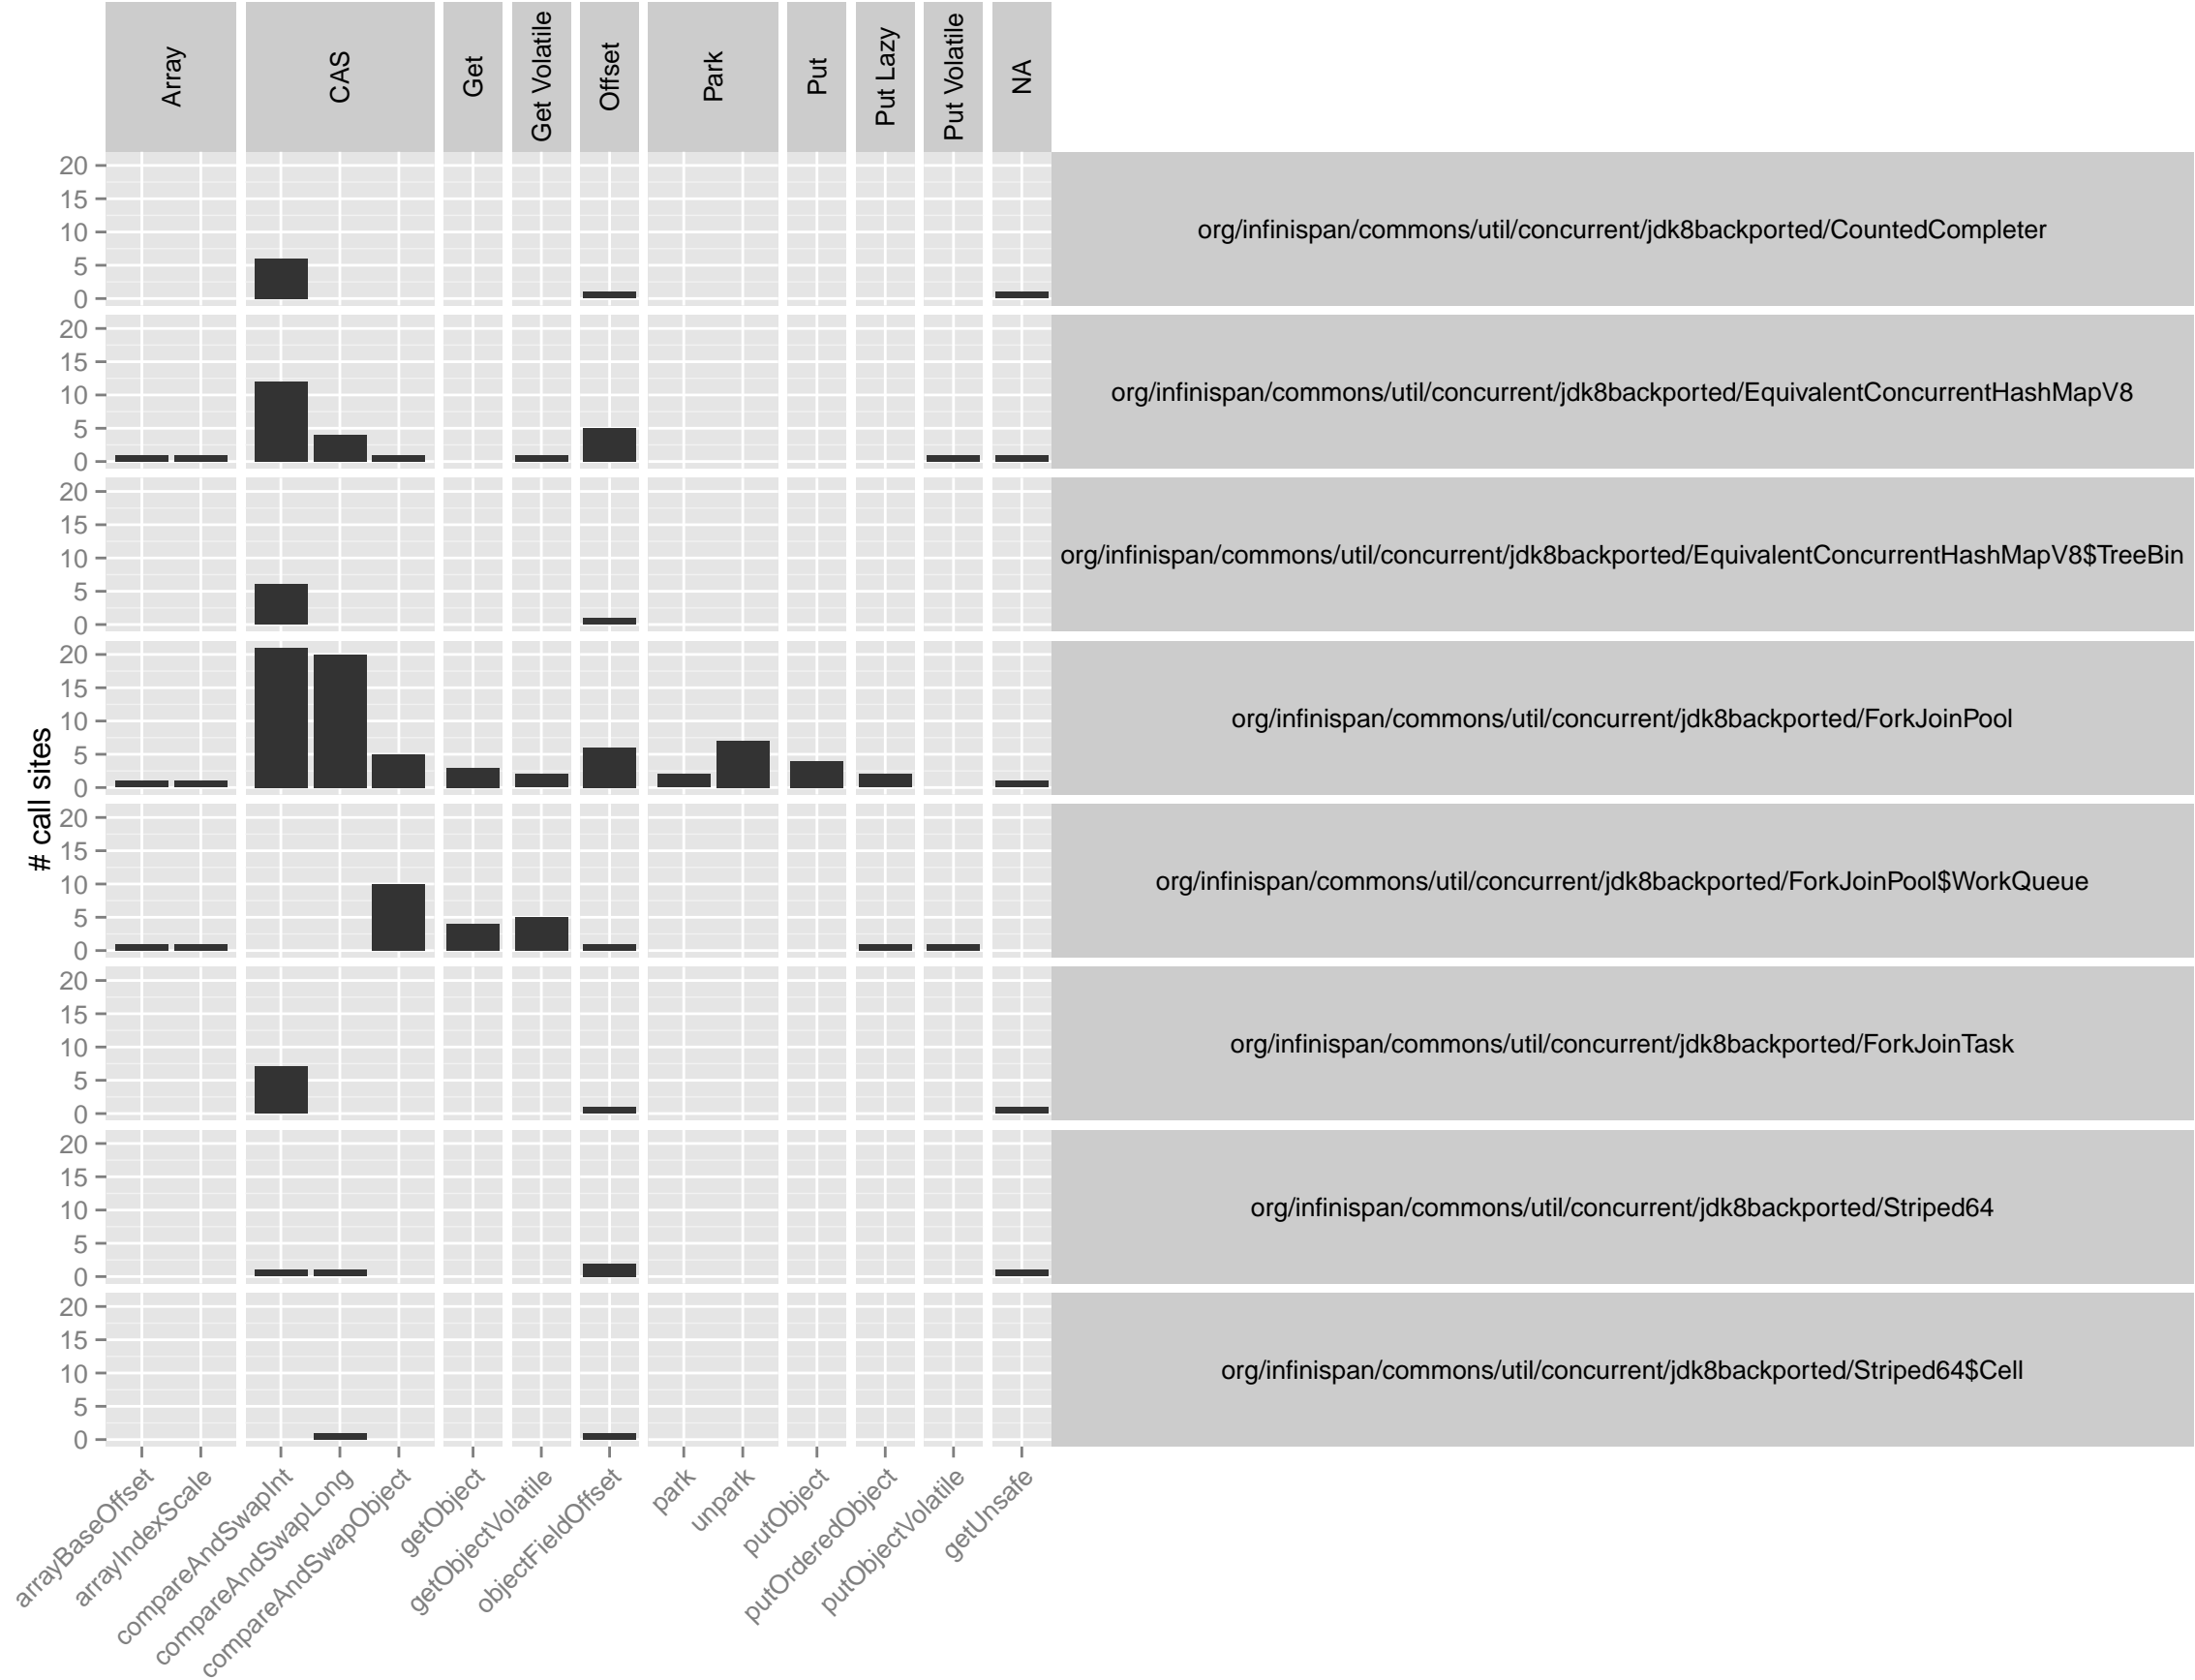 Array
CAS
Get
Get Volatile
Offset
Park
Put
Put Lazy
Put Volatile
NA
20
15
10
5
0
org/infinispan/commons/util/concurrent/jdk8backported/CountedCompleter
20
15
10
5
0
org/infinispan/commons/util/concurrent/jdk8backported/EquivalentConcurrentHashMapV8
20
15
10
5
0
org/infinispan/commons/util/concurrent/jdk8backported/EquivalentConcurrentHashMapV8$TreeBin
20
15
10
5
0
org/infinispan/commons/util/concurrent/jdk8backported/ForkJoinPool
# call sites
20
15
10
5
0
org/infinispan/commons/util/concurrent/jdk8backported/ForkJoinPool$WorkQueue
20
15
10
5
0
org/infinispan/commons/util/concurrent/jdk8backported/ForkJoinTask
20
15
10
5
0
org/infinispan/commons/util/concurrent/jdk8backported/Striped64
20
15
10
5
0
org/infinispan/commons/util/concurrent/jdk8backported/Striped64$Cell
arrayBaseOffset
arrayIndexScale
compareAndSwapInt
compareAndSwapLong
compareAndSwapObject
getObject
getObjectVolatile
objectFieldOffset
park
unpark
putObject
putOrderedObject
putObjectVolatile
getUnsafe